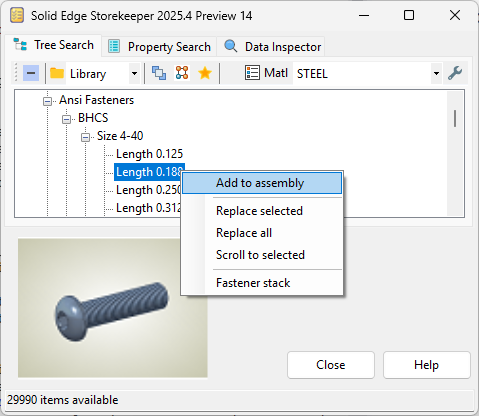 Solid Edge Storekeeper 2025.4 Preview 14
Tree Search Property Search Data Inspector
Library Matl STEEL
Ansi Fasteners
BHCS
Size 4-40
Length 0.125
Length 0.188
Length 0.250
Length 0.312
Add to assembly
Replace selected
Replace all
Scroll to selected
Fastener stack
Close Help
29990 items available